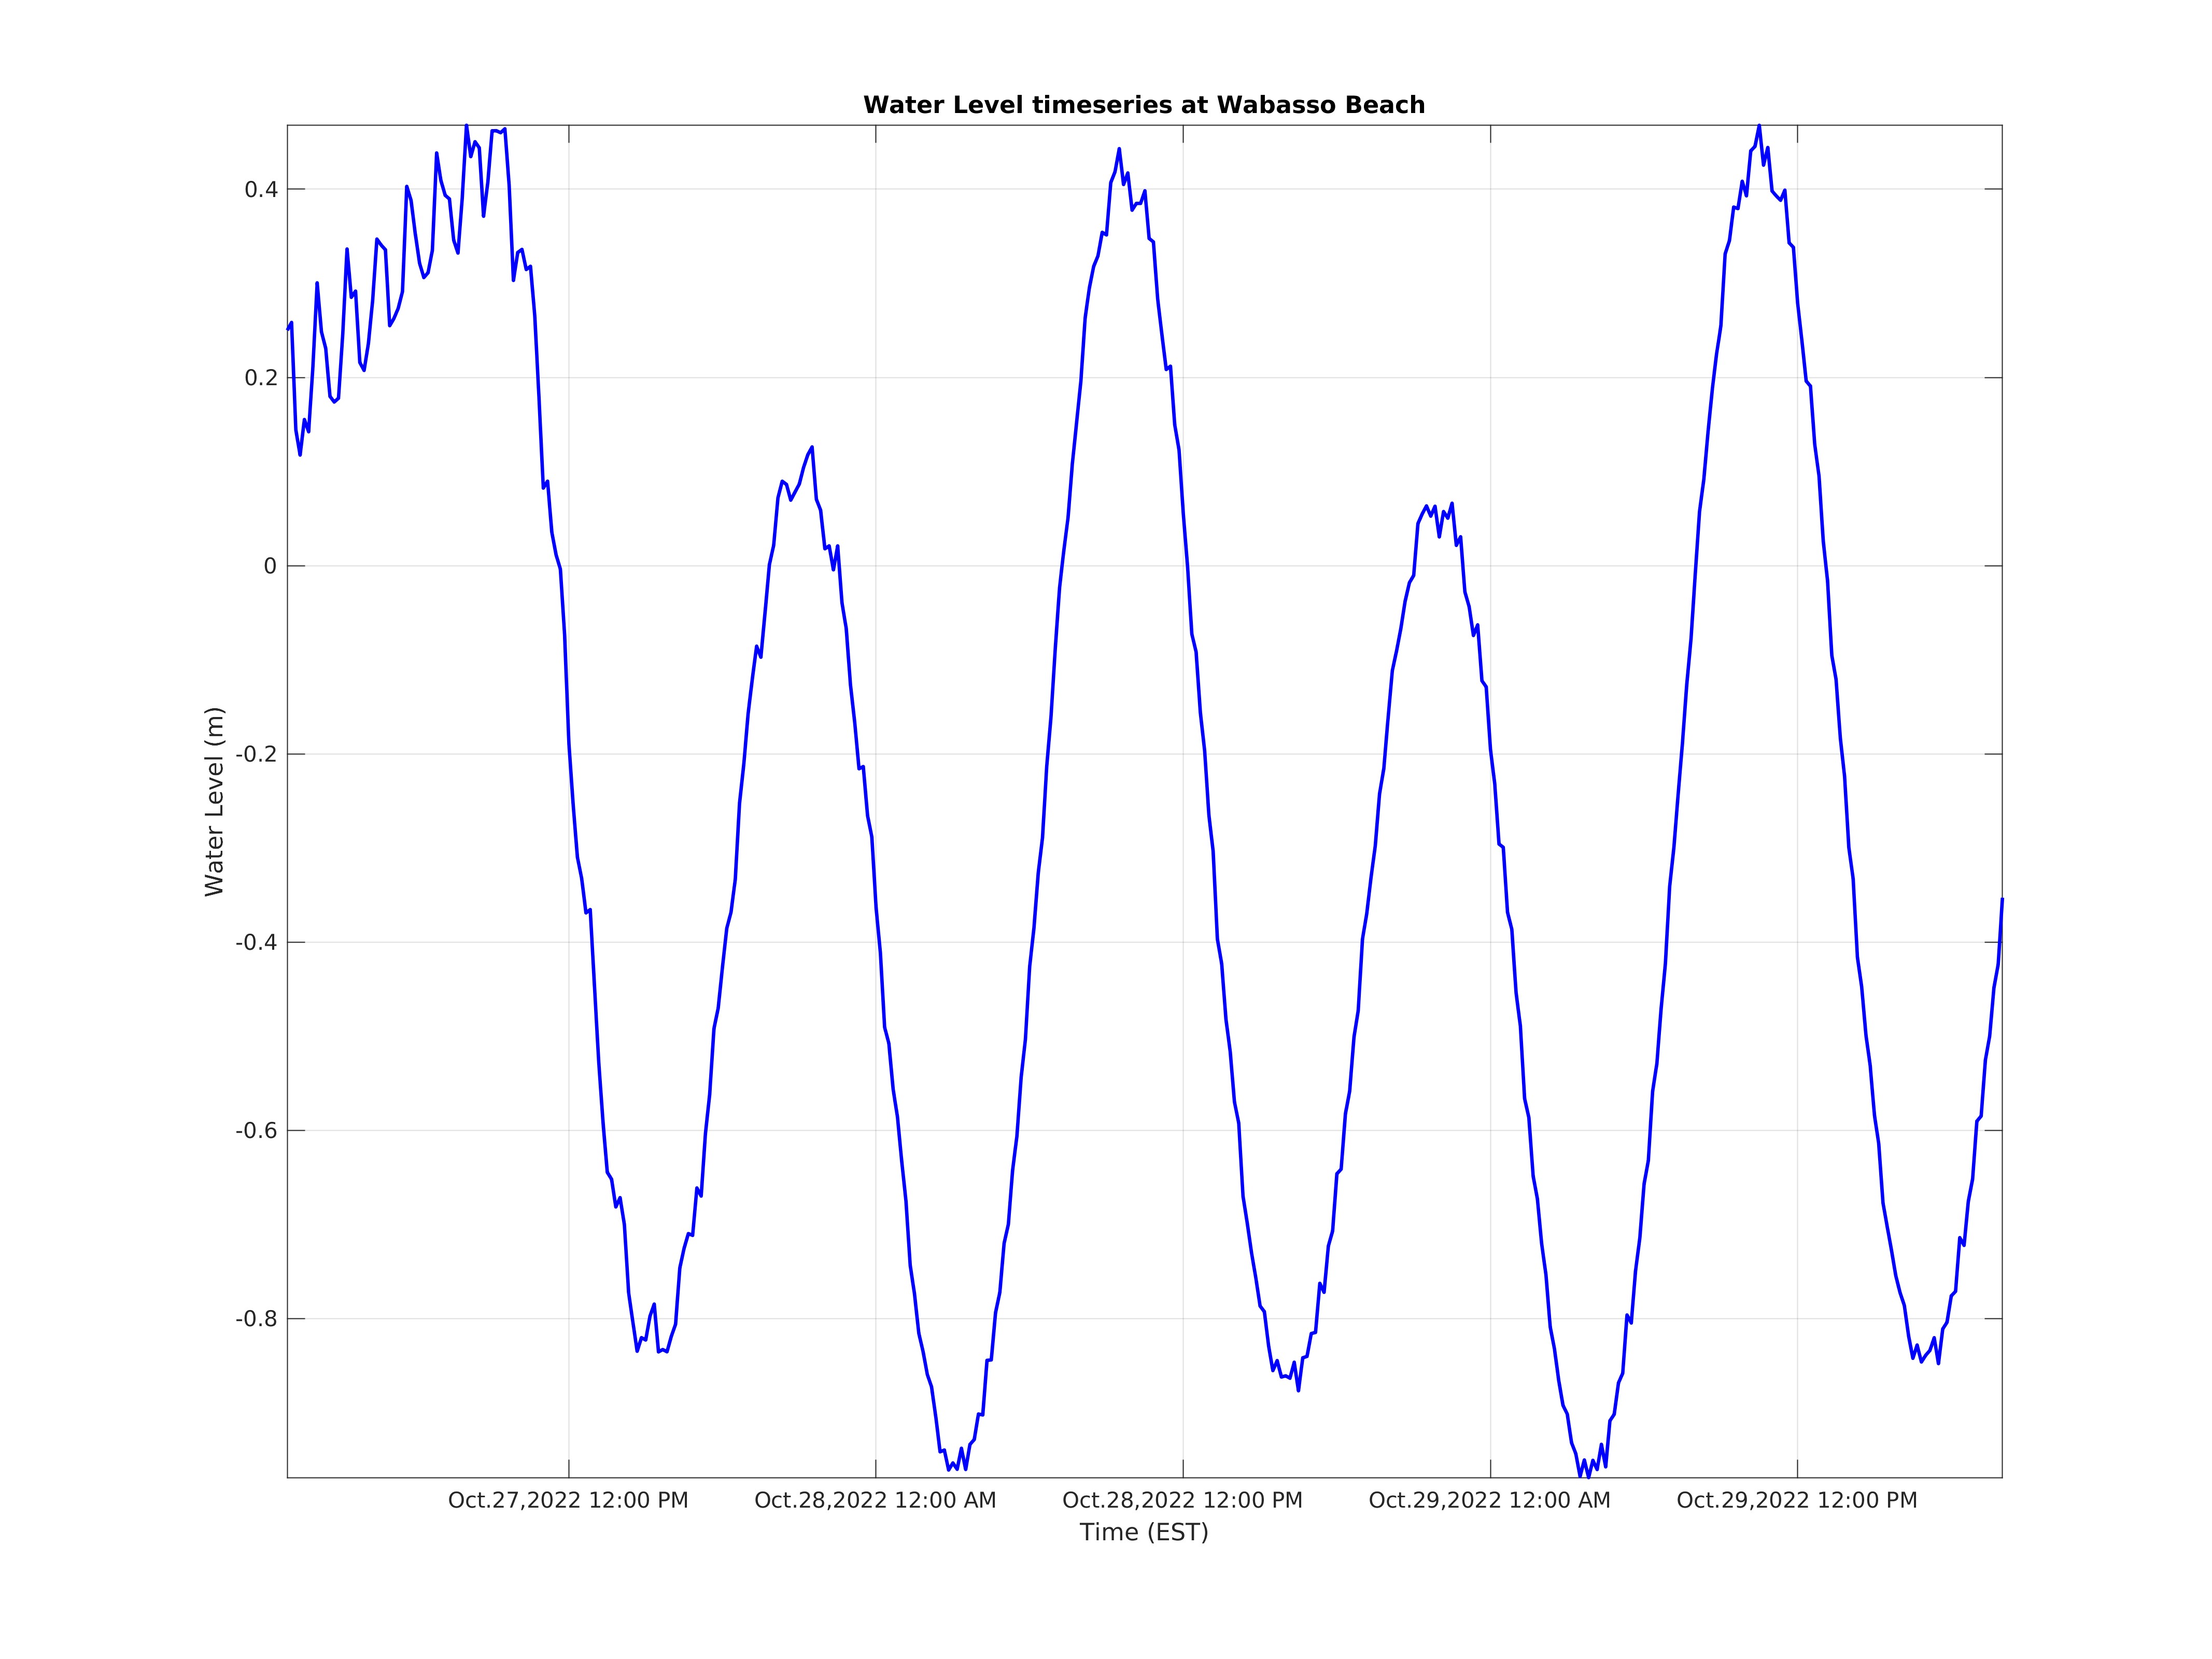 Water Level timeseries at Wabasso Beach
0.4
0.2
0
-0.2
-0.4
-0.6
-0.8
Water Level (m)
Oct.27,2022 12:00 PM
Oct.28,2022 12:00 AM
Oct.28,2022 12:00 PM
Oct.29,2022 12:00 AM
Oct.29,2022 12:00 PM
Time (EST)